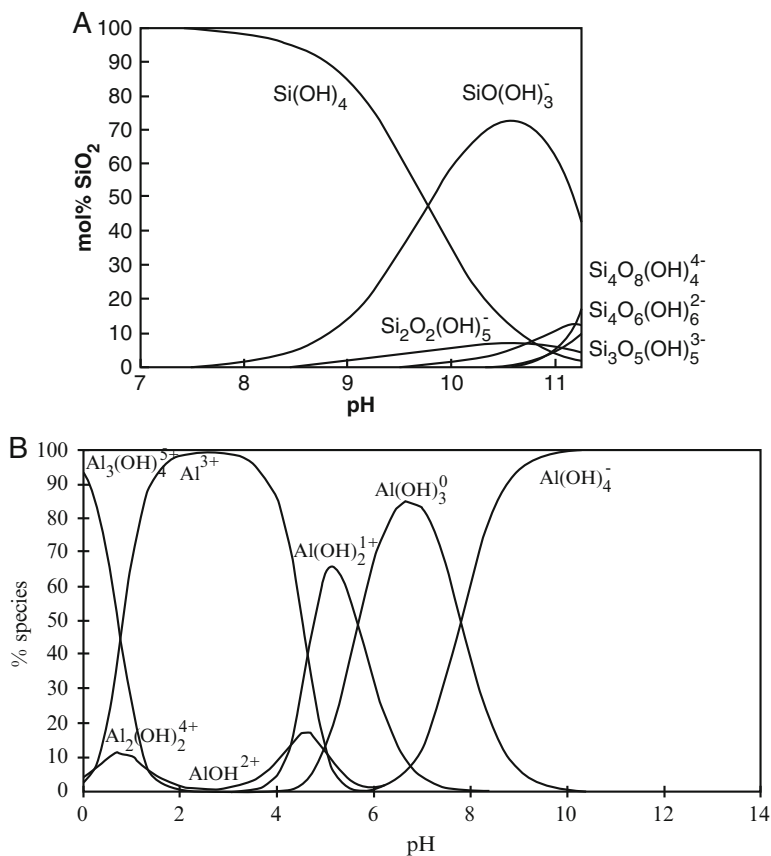 A
100
90
80
70
60
50
40
30
20
10
0
mol% SiO₂
Si(OH)₄
SiO(OH)₃⁻
Si₂O₂(OH)₅⁻
Si₄O₈(OH)₄⁴⁻
Si₄O₆(OH)₆²⁻
Si₃O₅(OH)₅³⁻
7 8 9 10 11
pH
B
100
90
80
70
60
50
40
30
20
10
0
% species
Al₃(OH)₄⁵⁺
Al³⁺
Al(OH)₂¹⁺
Al(OH)₃⁰
Al(OH)₄⁻
Al₂(OH)₂⁴⁺
AlOH²⁺
0 2 4 6 8 10 12 14
pH